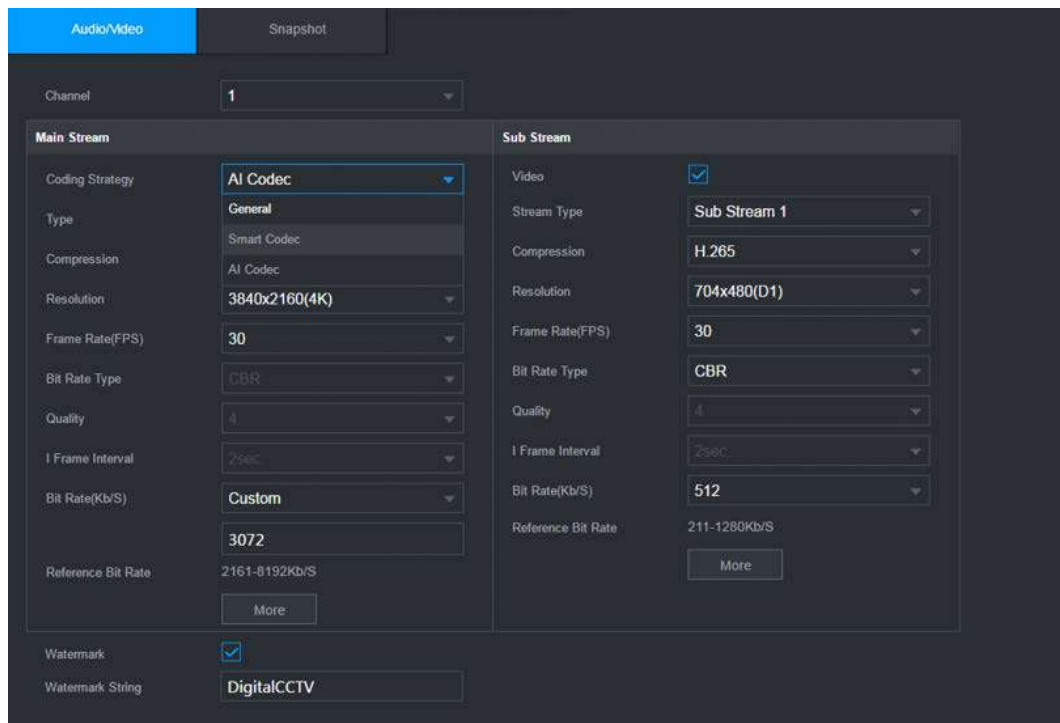 Audio/Video Snapshot
Channel 1
Main Stream
Coding Strategy AI Codec
General
Type
Smart Codec
Compression
AI Codec
Resolution 3840x2160(4K)
Frame Rate(FPS) 30
Bit Rate Type CBR
Quality 4
I Frame Interval 2sec.
Bit Rate(Kb/S) Custom
3072
Reference Bit Rate 2161-8192Kb/S
More
Sub Stream
Video
Stream Type Sub Stream 1
Compression H.265
Resolution 704x480(D1)
Frame Rate(FPS) 30
Bit Rate Type CBR
Quality 4
I Frame Interval 2sec.
Bit Rate(Kb/S) 512
Reference Bit Rate 211-1280Kb/S
More
Watermark
Watermark String DigitalCCTV